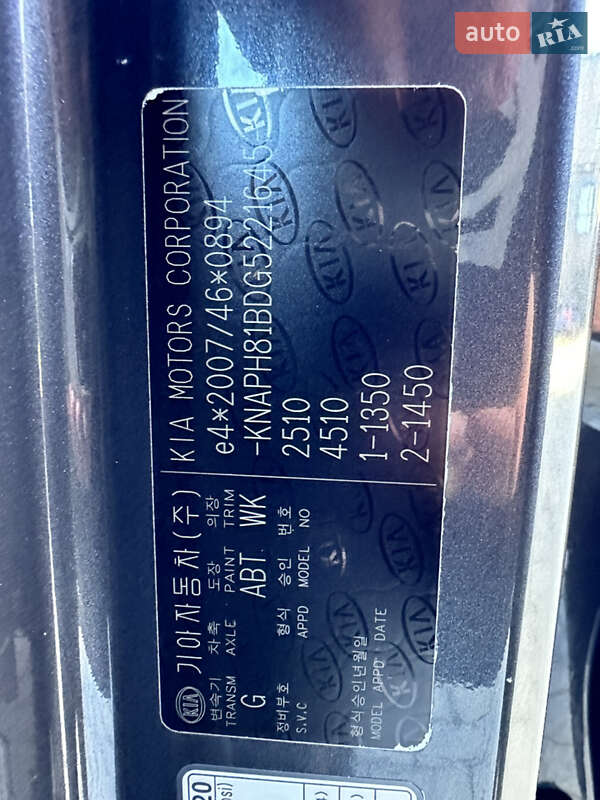 auto RIA.com
KIA 기아자동차(주) KIA MOTORS CORPORATION
변속기 차축 도장 의장
TRANSM AXLE PAINT TRIM
G ABT WK
정비부호 형식 승인 번호
S.V.C APPD MODEL NO
형식승인년월일
MODEL APPD DATE
e4*2007/46*0894
-KNAPH81BDG5221645
2510
4510
1-1350
2-1450
20